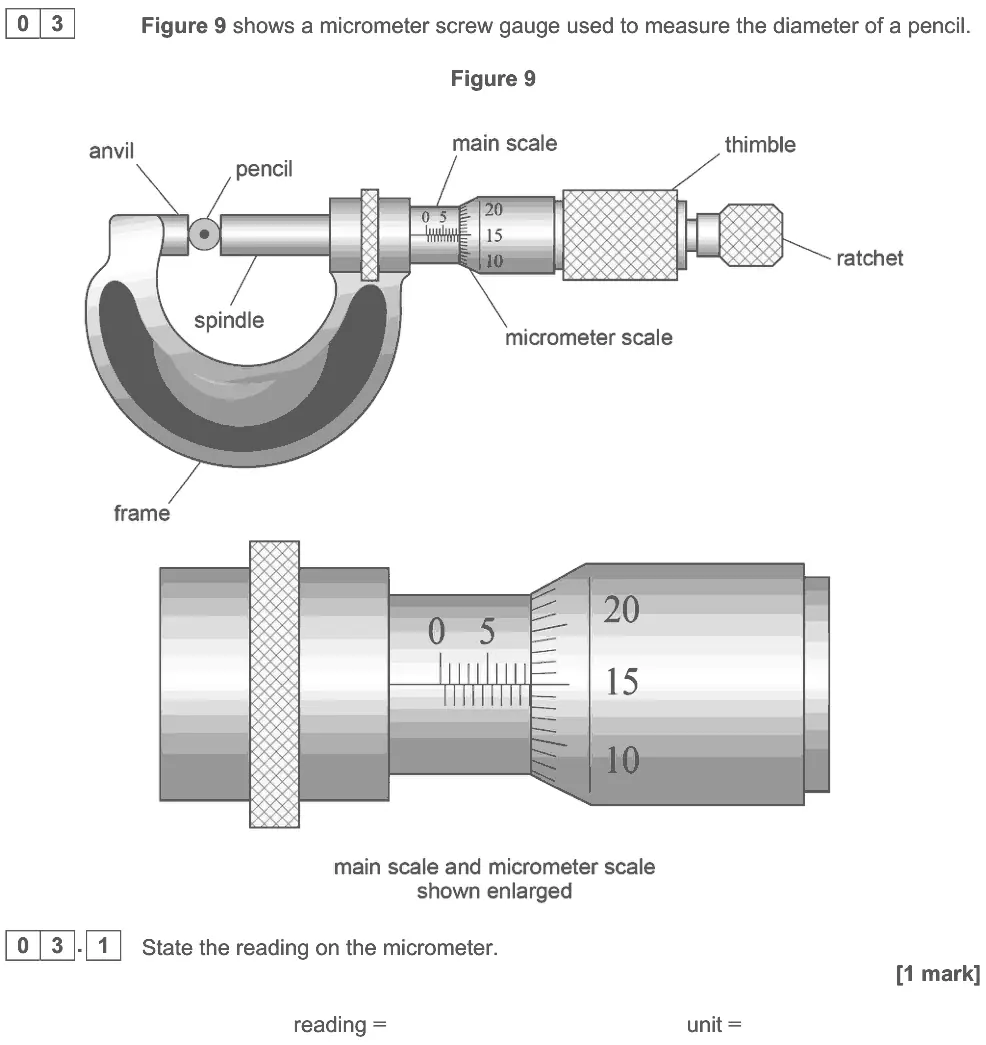 0 3 Figure 9 shows a micrometer screw gauge used to measure the diameter of a pencil.
Figure 9
anvil
pencil
main scale
thimble
0 5
20
15
10
ratchet
spindle
micrometer scale
frame
0 5
20
15
10
main scale and micrometer scale
shown enlarged
0 3 . 1 State the reading on the micrometer.
[1 mark]
reading = unit =